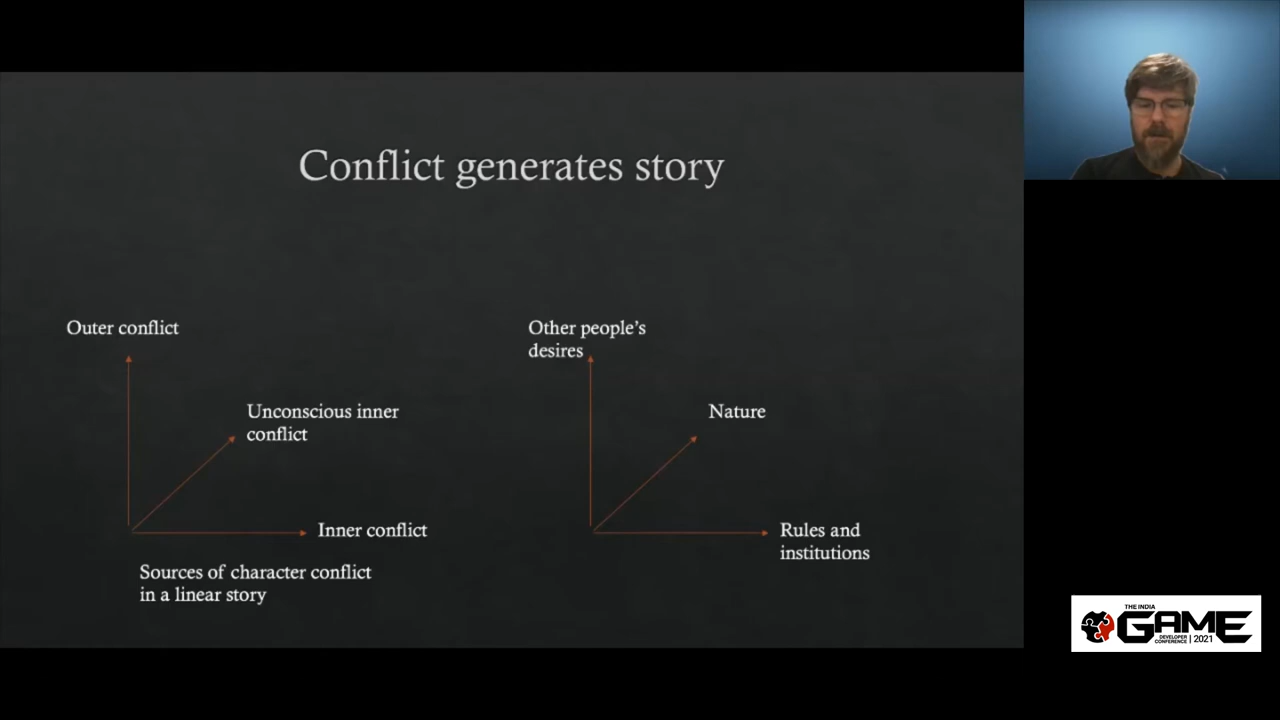 Conflict generates story
Outer conflict
Unconscious inner
conflict
Inner conflict
Sources of character conflict
in a linear story
Other people's
desires
Nature
Rules and
institutions
THE INDIA
GAME
DEVELOPER
CONFERENCE | 2021